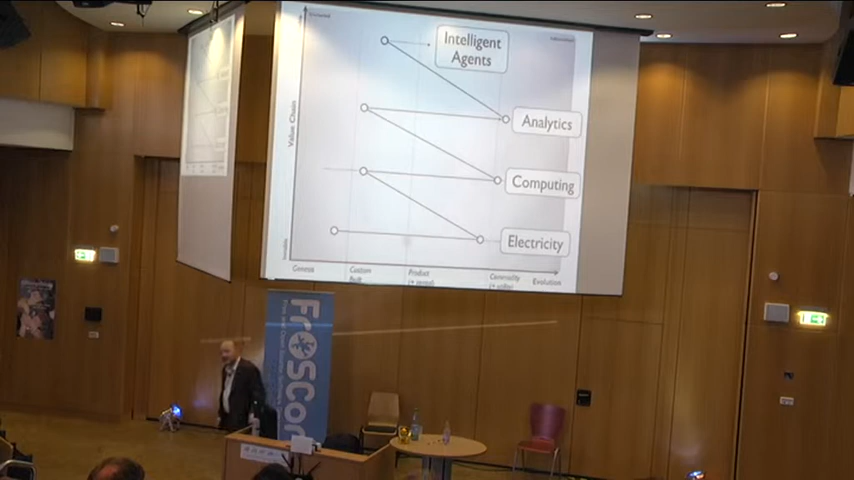 Intelligent
Agents
Analytics
Computing
Electricity
Value Chain
Genesis
Custom
Built
Product
(+ rental)
Commodity
(+ utility)
Evolution
FrOSCon